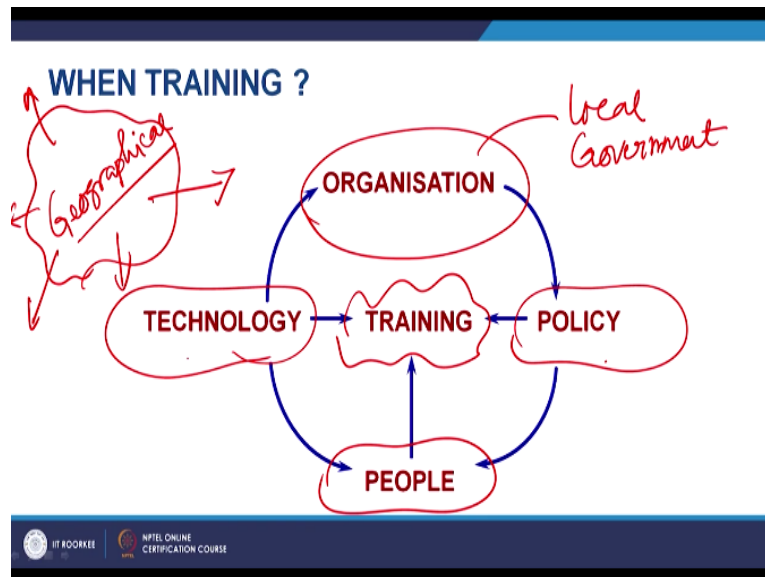 WHEN TRAINING ?
Geographical
Local
Government
ORGANISATION
TECHNOLOGY
TRAINING
POLICY
PEOPLE
IIT ROORKEE
NPTEL ONLINE
CERTIFICATION COURSE